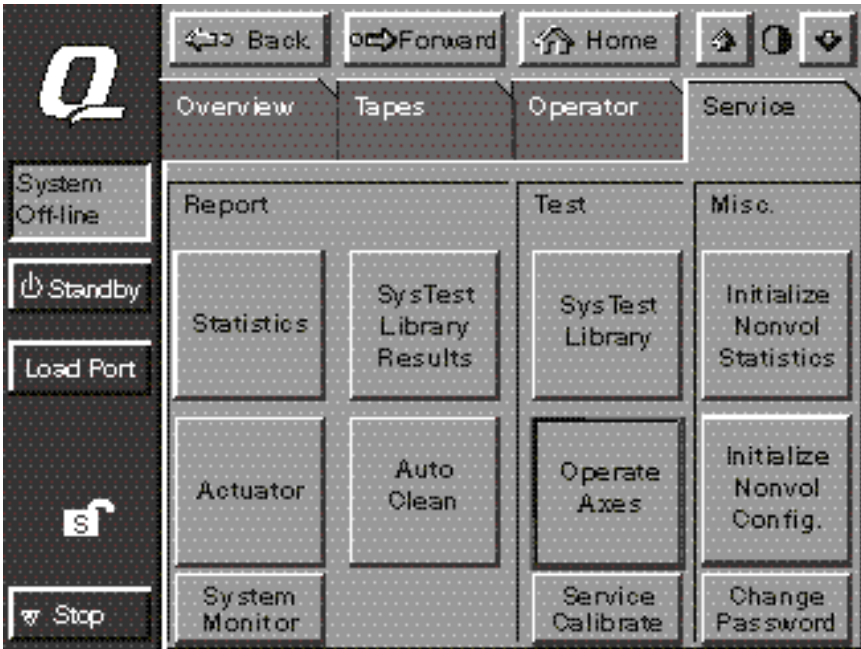 Q
Back
Forward
Home
Overview
Tapes
Operator
Service
System
Off-line
Standby
Load Port
S
Stop
Report
Test
Misc.
Statistics
SysTest
Library
Results
SysTest
Library
Initialize
Nonvol
Statistics
Actuator
Auto
Clean
Operate
Axes
Initialize
Nonvol
Config.
System
Monitor
Service
Calibrate
Change
Password